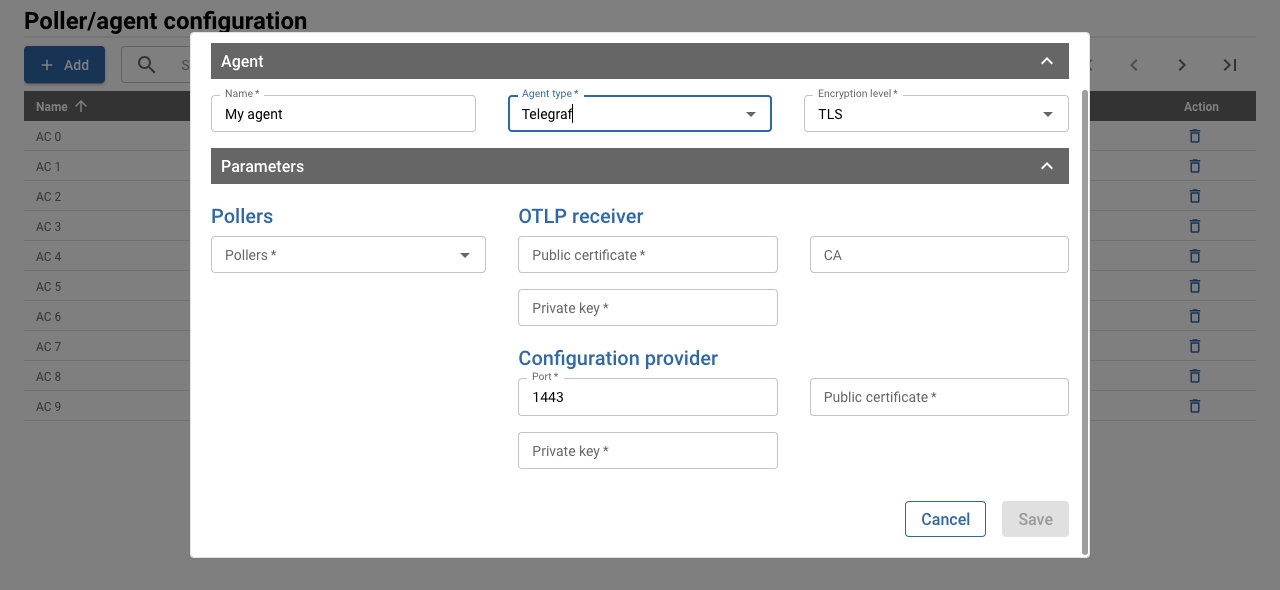 Poller/agent configuration
Add
S
Name
Action
AC 0
AC 1
AC 2
AC 3
AC 4
AC 5
AC 6
AC 7
AC 8
AC 9
Agent
Name *
My agent
Agent type *
Telegraf
Encryption level *
TLS
Parameters
Pollers
Pollers *
OTLP receiver
Public certificate *
CA
Private key *
Configuration provider
Port *
1443
Public certificate *
Private key *
Cancel
Save